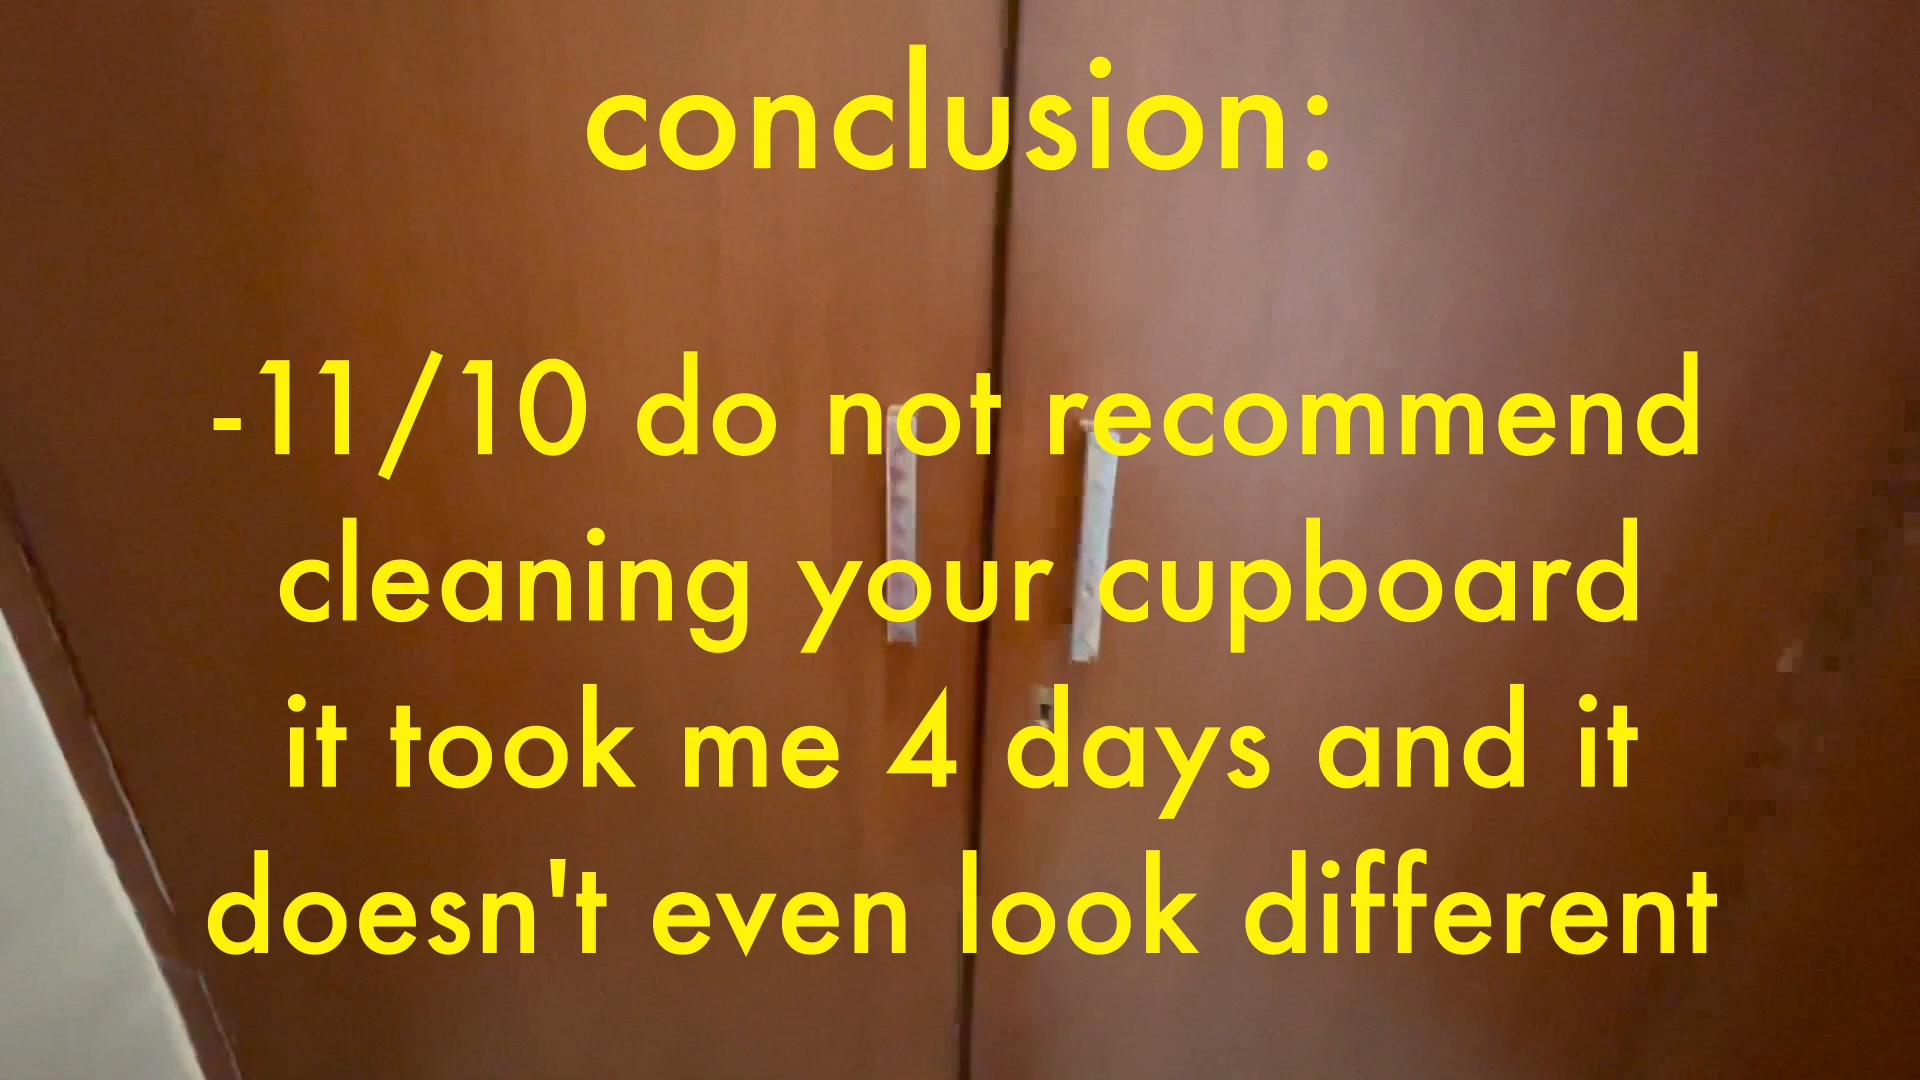 conclusion:
-11/10 do not recommend
cleaning your cupboard
it took me 4 days and it
doesn't even look different